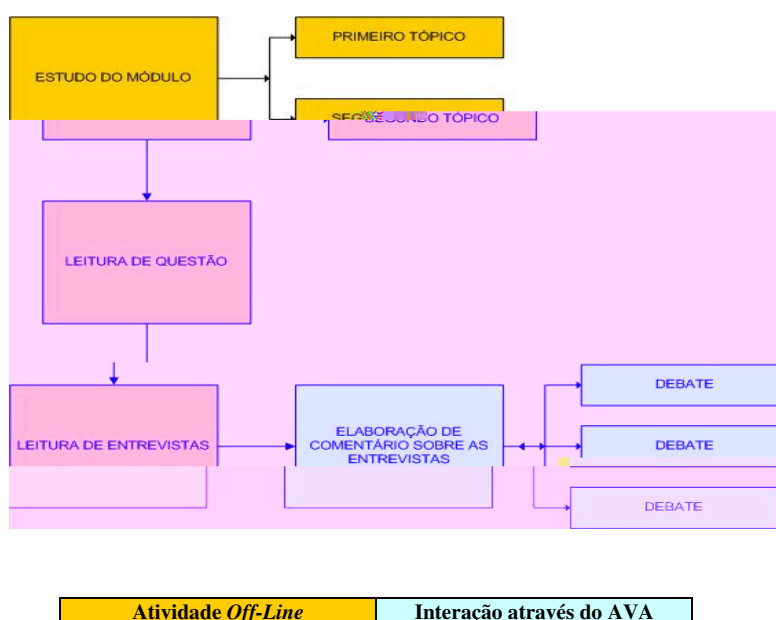 PRIMEIRO TÓPICO
ESTUDO DO MÓDULO
SEGUNDO TÓPICO
LEITURA DE QUESTÃO
DEBATE
LEITURA DE ENTREVISTAS
ELABORAÇÃO DE
COMENTÁRIO SOBRE AS
ENTREVISTAS
DEBATE
DEBATE
Atividade Off-Line
Interação através do AVA